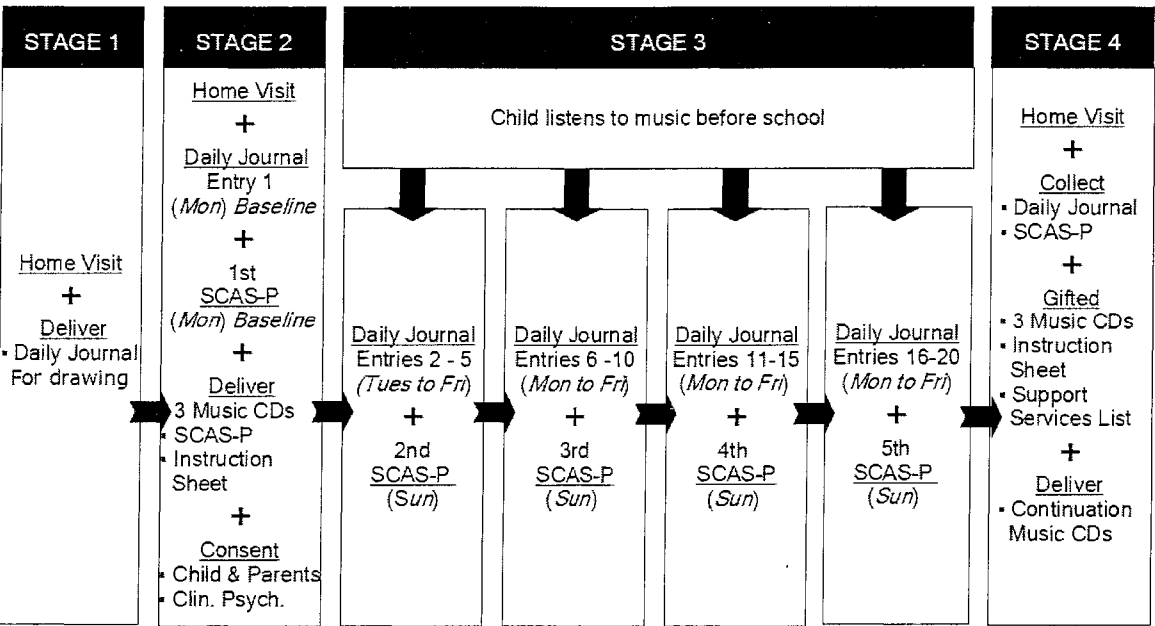 STAGE 1
Home Visit
+
Deliver
▪ Daily Journal
For drawing
STAGE 2
Home Visit
+
Daily Journal
Entry 1
(Mon) Baseline
+
1st
SCAS-P
(Mon) Baseline
+
Deliver
▪ 3 Music CDs
▪ SCAS-P
▪ Instruction
Sheet
+
Consent
▪ Child & Parents
▪ Clin. Psych.
STAGE 3
Child listens to music before school
Daily Journal
Entries 2 - 5
(Tues to Fri)
+
2nd
SCAS-P
(Sun)
Daily Journal
Entries 6 -10
(Mon to Fri)
+
3rd
SCAS-P
(Sun)
Daily Journal
Entries 11-15
(Mon to Fri)
+
4th
SCAS-P
(Sun)
Daily Journal
Entries 16-20
(Mon to Fri)
+
5th
SCAS-P
(Sun)
STAGE 4
Home Visit
+
Collect
▪ Daily Journal
▪ SCAS-P
+
Gifted
▪ 3 Music CDs
▪ Instruction
Sheet
▪ Support
Services List
+
Deliver
▪ Continuation
Music CDs